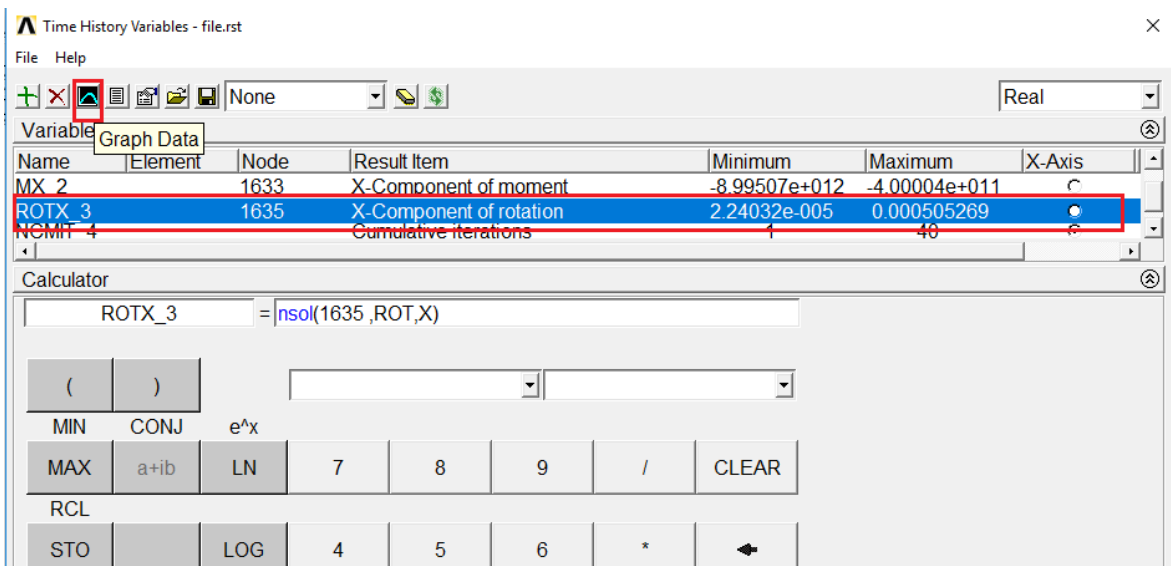 Time History Variables - file.rst
File Help
None Real
Variable
Graph Data
Name Element Node Result Item Minimum Maximum X-Axis
MX_2 1633 X-Component of moment -8.99507e+012 -4.00004e+011
ROTX_3 1635 X-Component of rotation 2.24032e-005 0.000505269
NCMIT_4 Cumulative iterations 1 40
Calculator
ROTX_3 = nsol(1635 ,ROT,X)
( )
MIN CONJ e^x
MAX a+ib LN 7 8 9 / CLEAR
RCL
STO LOG 4 5 6 *